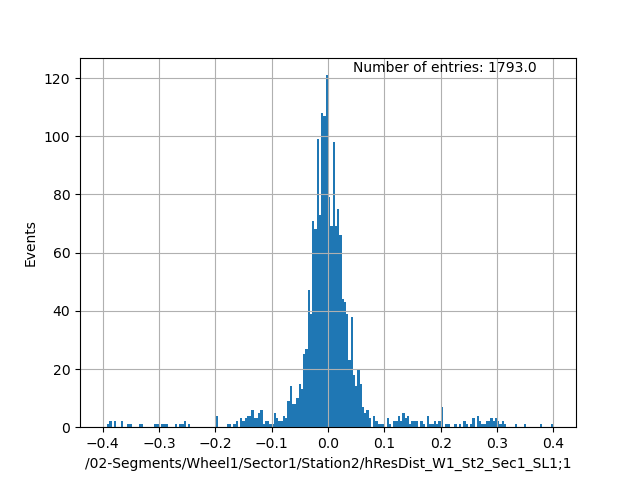 Number of entries: 1793.0
120
100
80
60
40
20
0
Events
−0.4 −0.3 −0.2 −0.1 0.0 0.1 0.2 0.3 0.4
/02-Segments/Wheel1/Sector1/Station2/hResDist_W1_St2_Sec1_SL1;1